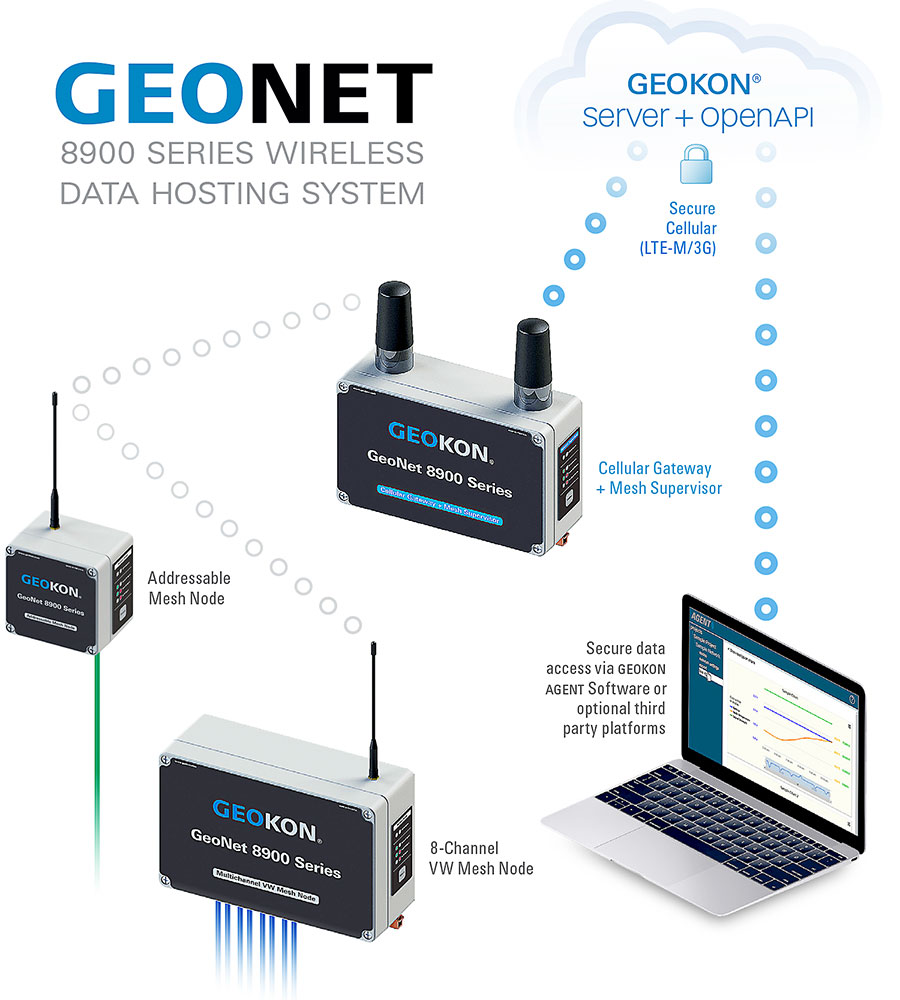 GEONET
8900 SERIES WIRELESS
DATA HOSTING SYSTEM
GEOKON®
Server + OpenAPI
Secure
Cellular
(LTE-M/3G)
GEOKON®
GeoNet 8900 Series
Cellular Gateway + Mesh Supervisor
Cellular Gateway
+ Mesh Supervisor
GEOKON®
GeoNet 8900 Series
Addressable Mesh Node
Addressable
Mesh Node
Secure data
access via GEOKON
AGENT Software or
optional third
party platforms
AGENT
GEOKON®
GeoNet 8900 Series
Multichannel VW Mesh Node
8-Channel
VW Mesh Node